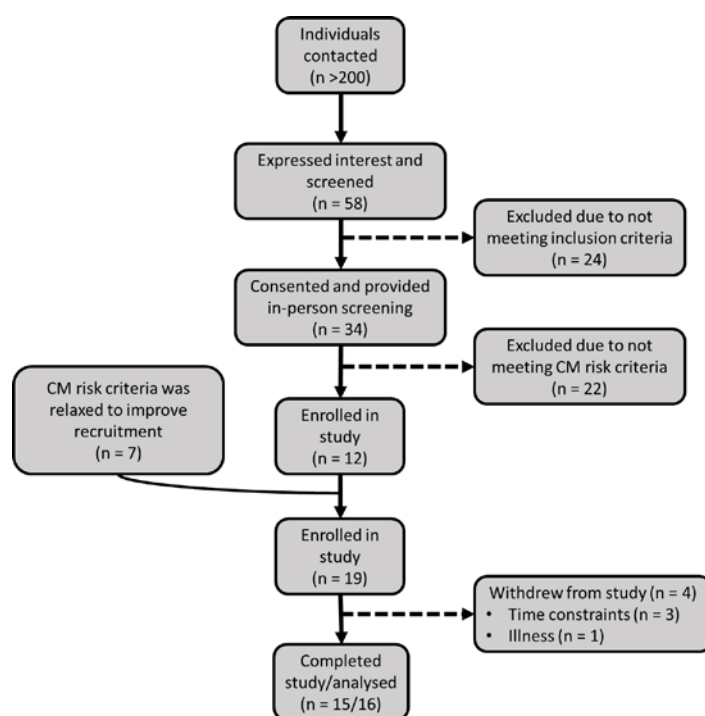 Individuals
contacted
(n >200)
Expressed interest and
screened
(n = 58)
Excluded due to not
meeting inclusion criteria
(n = 24)
Consented and provided
in-person screening
(n = 34)
Excluded due to not
meeting CM risk criteria
(n = 22)
CM risk criteria was
relaxed to improve
recruitment
(n = 7)
Enrolled in
study
(n = 12)
Enrolled in
study
(n = 19)
Withdrew from study (n = 4)
• Time constraints (n = 3)
• Illness (n = 1)
Completed
study/analysed
(n = 15/16)